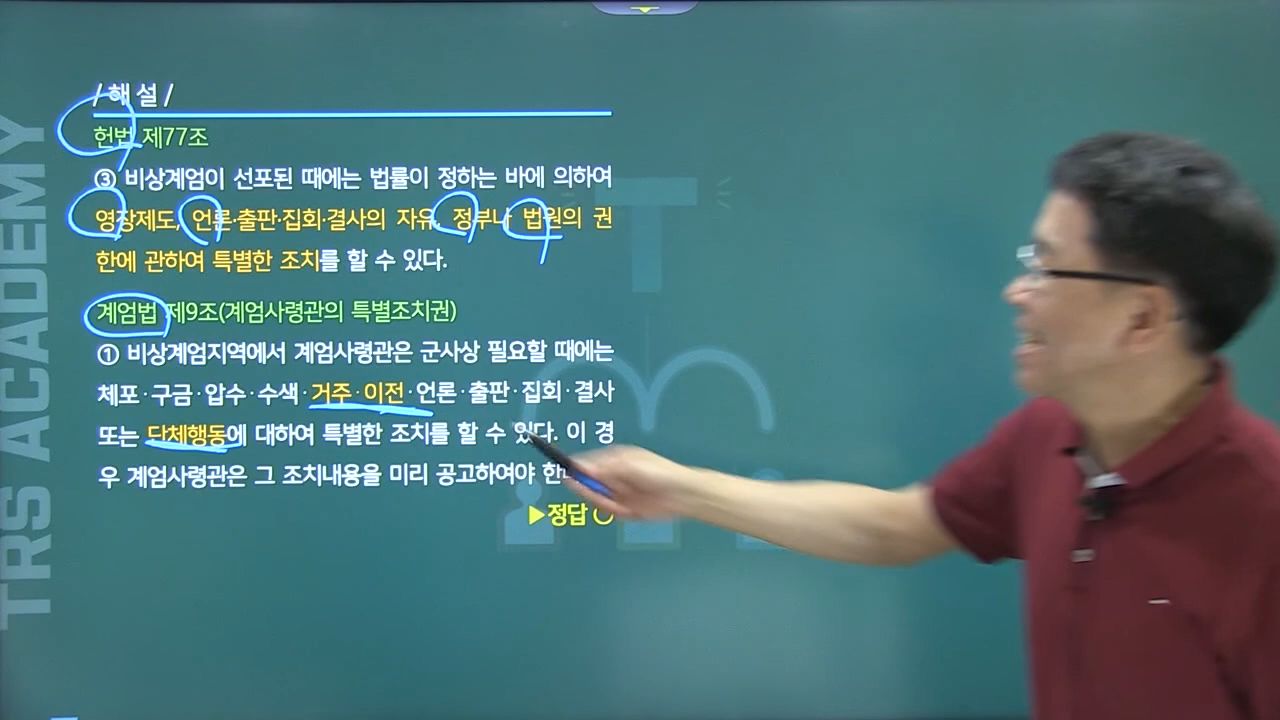 / 해 설 /
헌법 제77조
③ 비상계엄이 선포된 때에는 법률이 정하는 바에 의하여
영장제도, 언론·출판·집회·결사의 자유, 정부나 법원의 권
한에 관하여 특별한 조치를 할 수 있다.
계엄법 제9조(계엄사령관의 특별조치권)
① 비상계엄지역에서 계엄사령관은 군사상 필요할 때에는
체포·구금·압수·수색·거주·이전·언론·출판·집회·결사
또는 단체행동에 대하여 특별한 조치를 할 수 있다. 이 경
우 계엄사령관은 그 조치내용을 미리 공고하여야
▶정답 ○
TRS ACADEMY